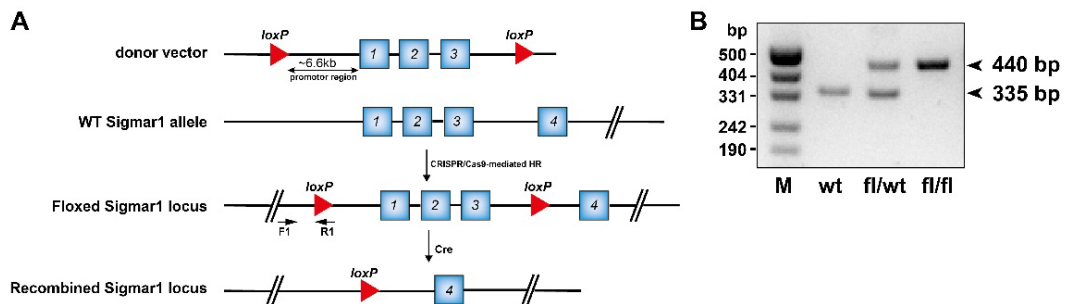 A
donor vector
loxP
loxP
1 2 3
~6.6kb
promotor region
WT Sigmar1 allele
1 2 3 4
CRISPR/Cas9-mediated HR
Floxed Sigmar1 locus
loxP
loxP
1 2 3 4
F1 R1
Cre
Recombined Sigmar1 locus
loxP
4
B
bp
500
404
331
242
190
440 bp
335 bp
M wt fl/wt fl/fl